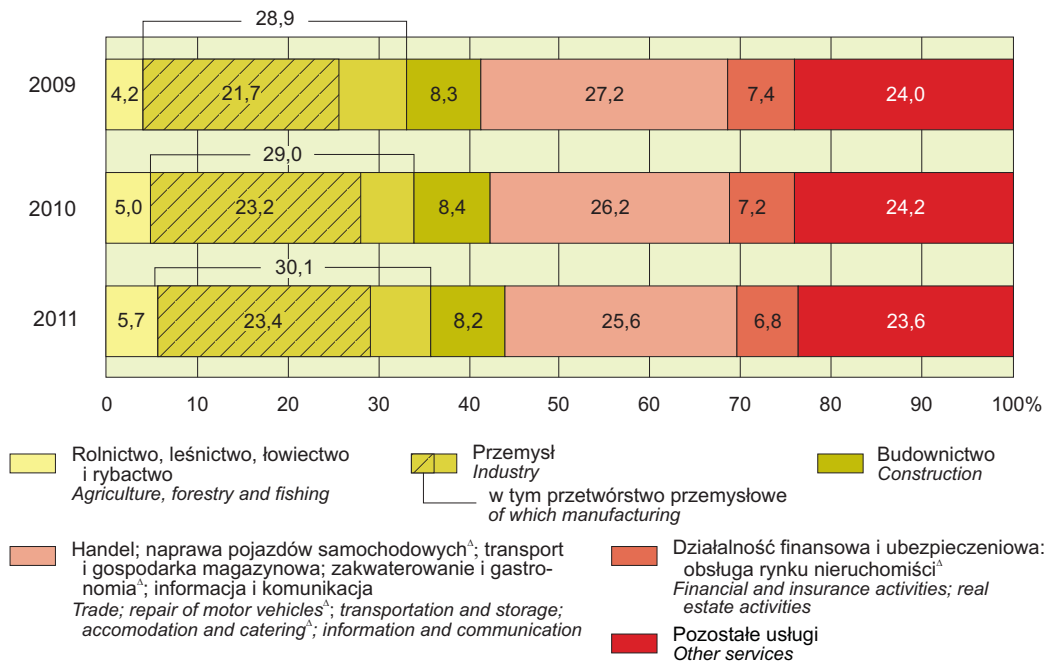 28,9
2009 4,2 21,7 8,3 27,2 7,4 24,0
29,0
2010 5,0 23,2 8,4 26,2 7,2 24,2
30,1
2011 5,7 23,4 8,2 25,6 6,8 23,6
0 10 20 30 40 50 60 70 80 90 100%
Rolnictwo, leśnictwo, łowiectwo
i rybactwo
Agriculture, forestry and fishing
Przemysł
Industry
w tym przetwórstwo przemysłowe
of which manufacturing
Budownictwo
Construction
Handel; naprawa pojazdów samochodowychΔ; transport
i gospodarka magazynowa; zakwaterowanie i gastro-
nomiaΔ; informacja i komunikacja
Trade; repair of motor vehiclesΔ; transportation and storage;
accomodation and cateringΔ; information and communication
Działalność finansowa i ubezpieczeniowa:
obsługa rynku nieruchomiściΔ
Financial and insurance activities; real
estate activities
Pozostałe usługi
Other services